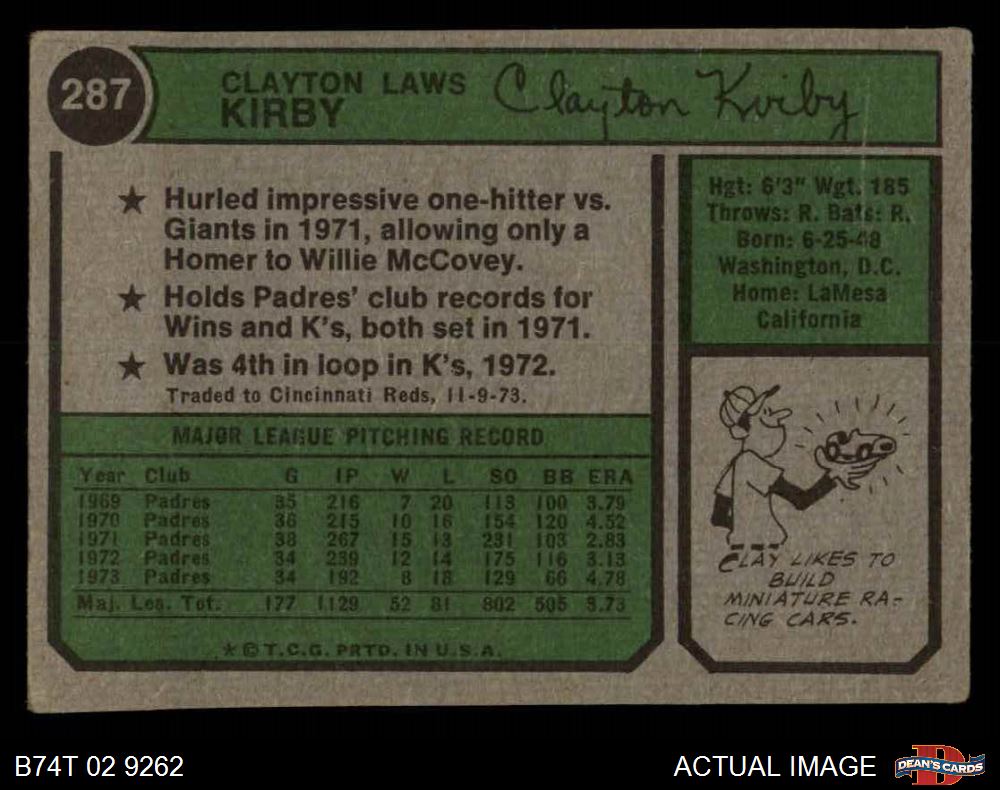 287
CLAYTON LAWS
KIRBY
Clayton Kirby
★ Hurled impressive one-hitter vs.
Giants in 1971, allowing only a
Homer to Willie McCovey.
★ Holds Padres' club records for
Wins and K's, both set in 1971.
★ Was 4th in loop in K's, 1972.
Traded to Cincinnati Reds, 11-9-73.
MAJOR LEAGUE PITCHING RECORD
Year Club G IP W L SO BB ERA
1969 Padres 35 216 7 20 113 100 3.79
1970 Padres 36 215 10 16 154 120 4.52
1971 Padres 38 267 15 13 231 103 2.83
1972 Padres 34 239 12 14 175 116 3.13
1973 Padres 34 192 8 18 129 66 4.78
Maj. Lea. Tot. 177 1129 52 81 802 505 3.73
★ © T.C.G. PRTD. IN U.S.A.
Hgt: 6'3" Wgt. 185
Throws: R. Bats: R.
Born: 6-25-48
Washington, D.C.
Home: LaMesa
California
CLAY LIKES TO
BUILD
MINIATURE RA-
CING CARS.
B74T 02 9262
ACTUAL IMAGE
D
DEAN'S CARDS